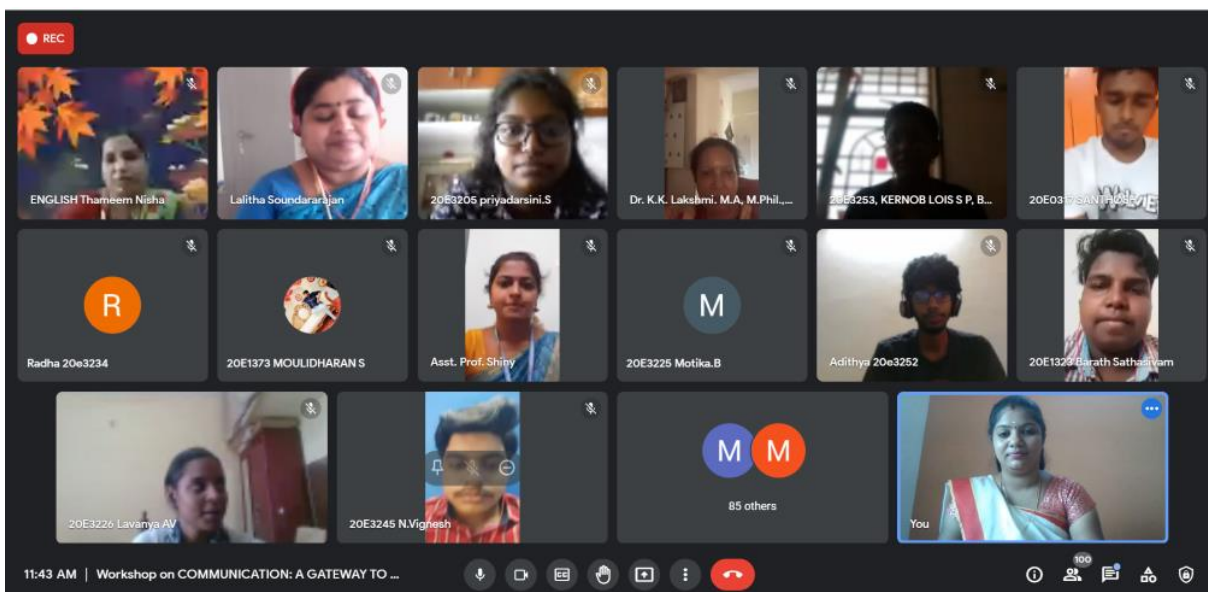 REC
ENGLISH Thameem Nisha
Lalitha Soundararajan
20E3205 priyadarsini.S
Dr. K.K. Lakshmi. M.A, M.Phil.,...
20E3253, KERNOB LOIS S P, B...
SANTHOSH
R
Radha 20e3234
20E1373 MOULIDHARAN S
Asst. Prof. Shiny
M
20E3225 Motika.B
Adithya 20e3252
20E1323 Barath Sathasivam
20E3226 Lavanya AV
20E3245 N.Vignesh
M M
85 others
You
11:43 AM | Workshop on COMMUNICATION: A GATEWAY TO ...
CC
100